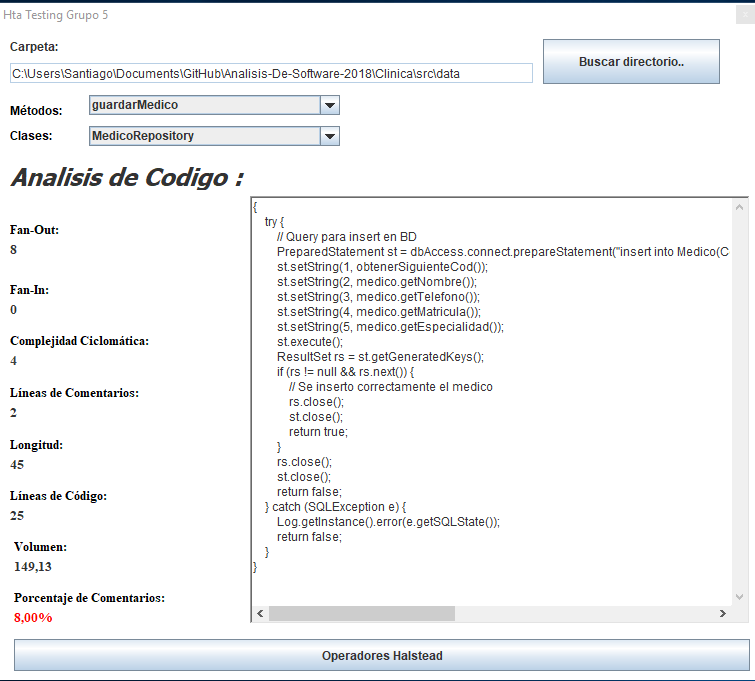 Hta Testing Grupo 5
Carpeta:
C:\Users\Santiago\Documents\GitHub\Analisis-De-Software-2018\Clinica\src\data
Buscar directorio..
Métodos:
guardarMedico
Clases:
MedicoRepository
Analisis de Codigo :
Fan-Out:
8
Fan-In:
0
Complejidad Ciclomática:
4
Líneas de Comentarios:
2
Longitud:
45
Líneas de Código:
25
Volumen:
149,13
Porcentaje de Comentarios:
8,00%
{
try {
// Query para insert en BD
PreparedStatement st = dbAccess.connect.prepareStatement("insert into Medico(C
st.setString(1, obtenerSiguienteCod());
st.setString(2, medico.getNombre());
st.setString(3, medico.getTelefono());
st.setString(4, medico.getMatricula());
st.setString(5, medico.getEspecialidad());
st.execute();
ResultSet rs = st.getGeneratedKeys();
if (rs != null && rs.next()) {
// Se inserto correctamente el medico
rs.close();
st.close();
return true;
}
rs.close();
st.close();
return false;
} catch (SQLException e) {
Log.getInstance().error(e.getSQLState());
return false;
}
}
Operadores Halstead